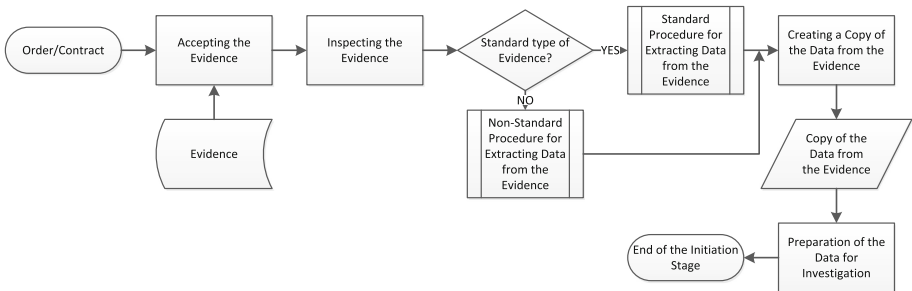 Order/Contract
Accepting the
Evidence
Inspecting the
Evidence
Standard type of
Evidence?
YES
Standard
Procedure for
Extracting Data
from the
Evidence
Creating a Copy of
the Data from the
Evidence
NO
Evidence
Non-Standard
Procedure for
Extracting Data
from the
Evidence
Copy of the
Data from
the Evidence
Preparation of the
Data for
Investigation
End of the Initiation
Stage